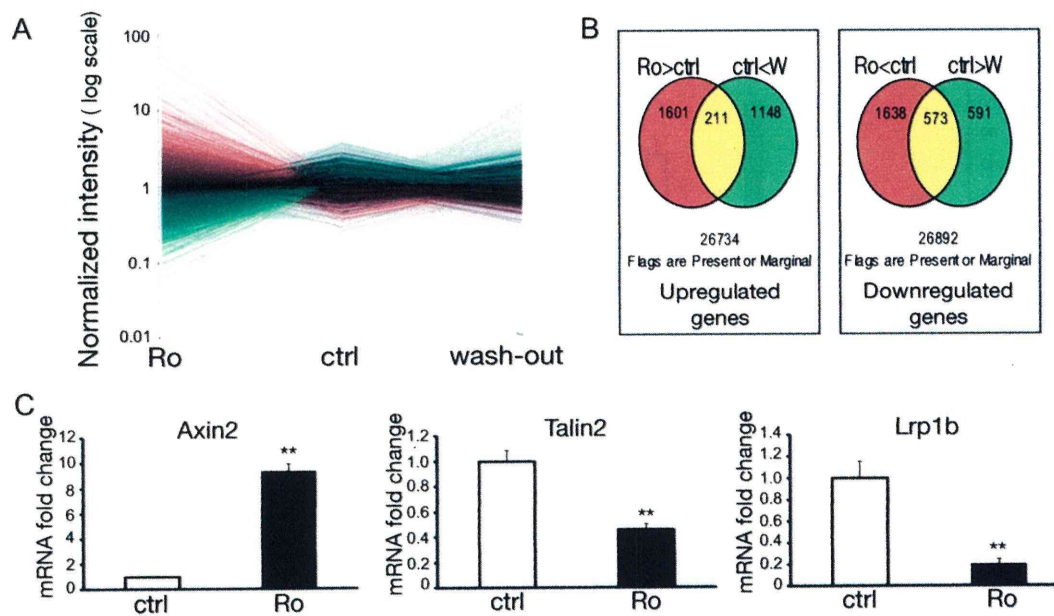 A
Normalized intensity (log scale)
100
10
1
0.1
0.01
Ro ctrl wash-out
B
Ro>ctrl ctrl<W
1601 211 1148
26734
Flags are Present or Marginal
Upregulated
genes
Ro<ctrl ctrl>W
1638 573 591
26892
Flags are Present or Marginal
Downregulated
genes
C
Axin2
mRNA fold change
12
10
8
6
4
2
0
**
ctrl Ro
Talin2
mRNA fold change
1.2
1.0
0.8
0.6
0.4
0.2
0
**
ctrl Ro
Lrp1b
mRNA fold change
1.4
1.2
1.0
0.8
0.6
0.4
0.2
0
**
ctrl Ro